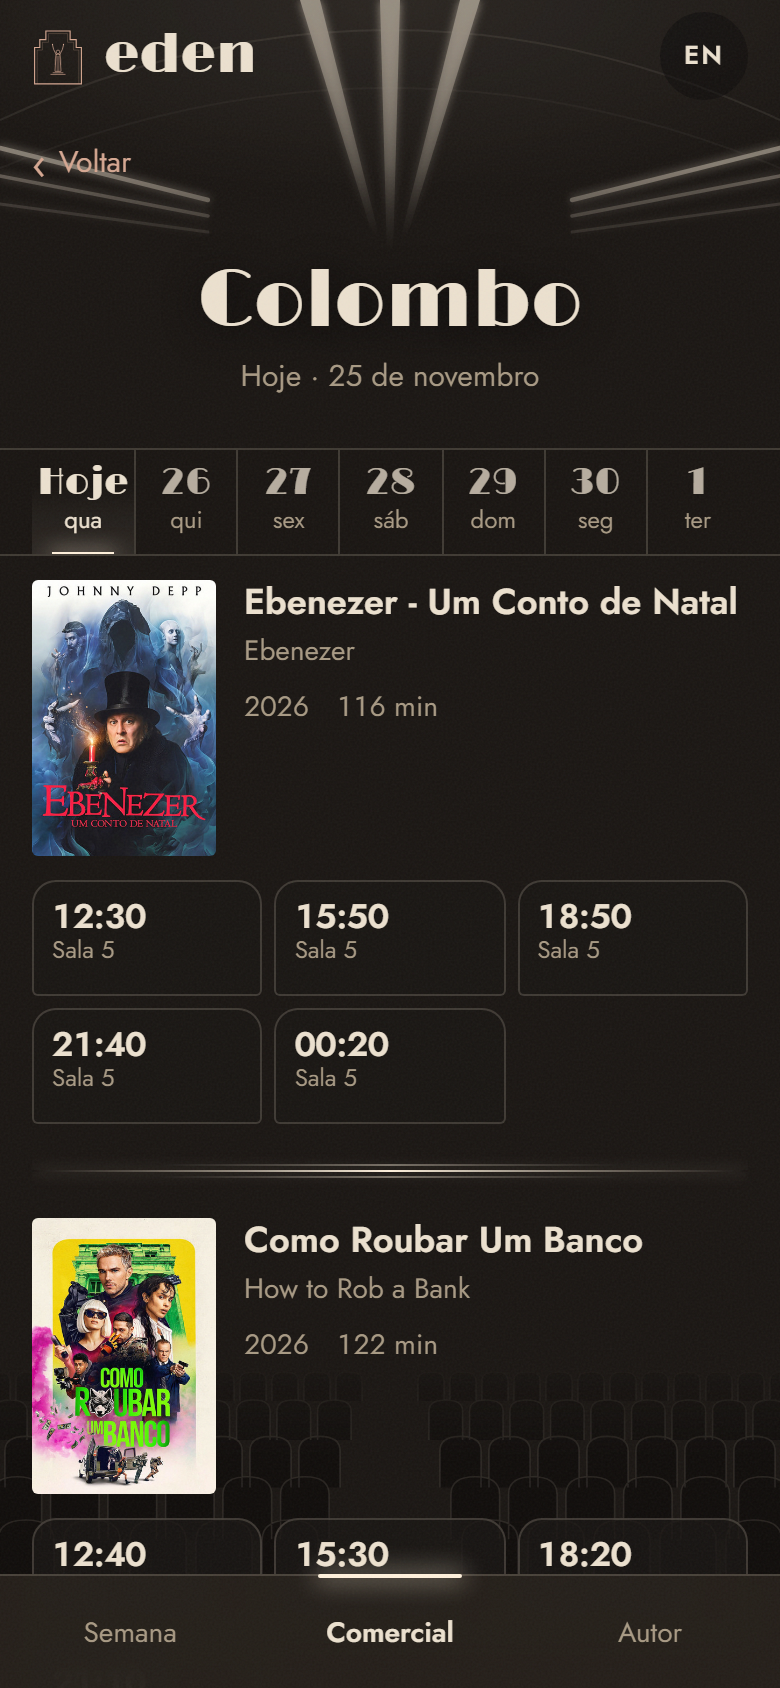 eden
EN
‹ Voltar
Colombo
Hoje · 25 de novembro
Hoje 26 27 28 29 30 1
qua qui sex sáb dom seg ter
JOHNNY DEPP
EBENEZER
UM CONTO DE NATAL
Ebenezer - Um Conto de Natal
Ebenezer
2026 116 min
12:30 15:50 18:50
Sala 5 Sala 5 Sala 5
21:40 00:20
Sala 5 Sala 5
COMO
ROUBAR
UM BANCO
Como Roubar Um Banco
How to Rob a Bank
2026 122 min
12:40 15:30 18:20
Semana Comercial Autor